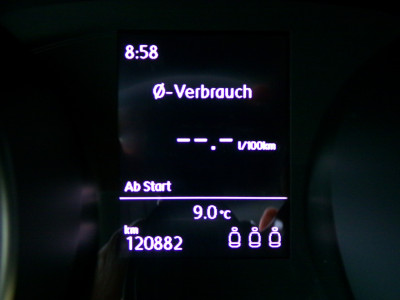 8:58
Ø-Verbrauch
--.- l/100km
Ab Start
9.0°C
km
120882